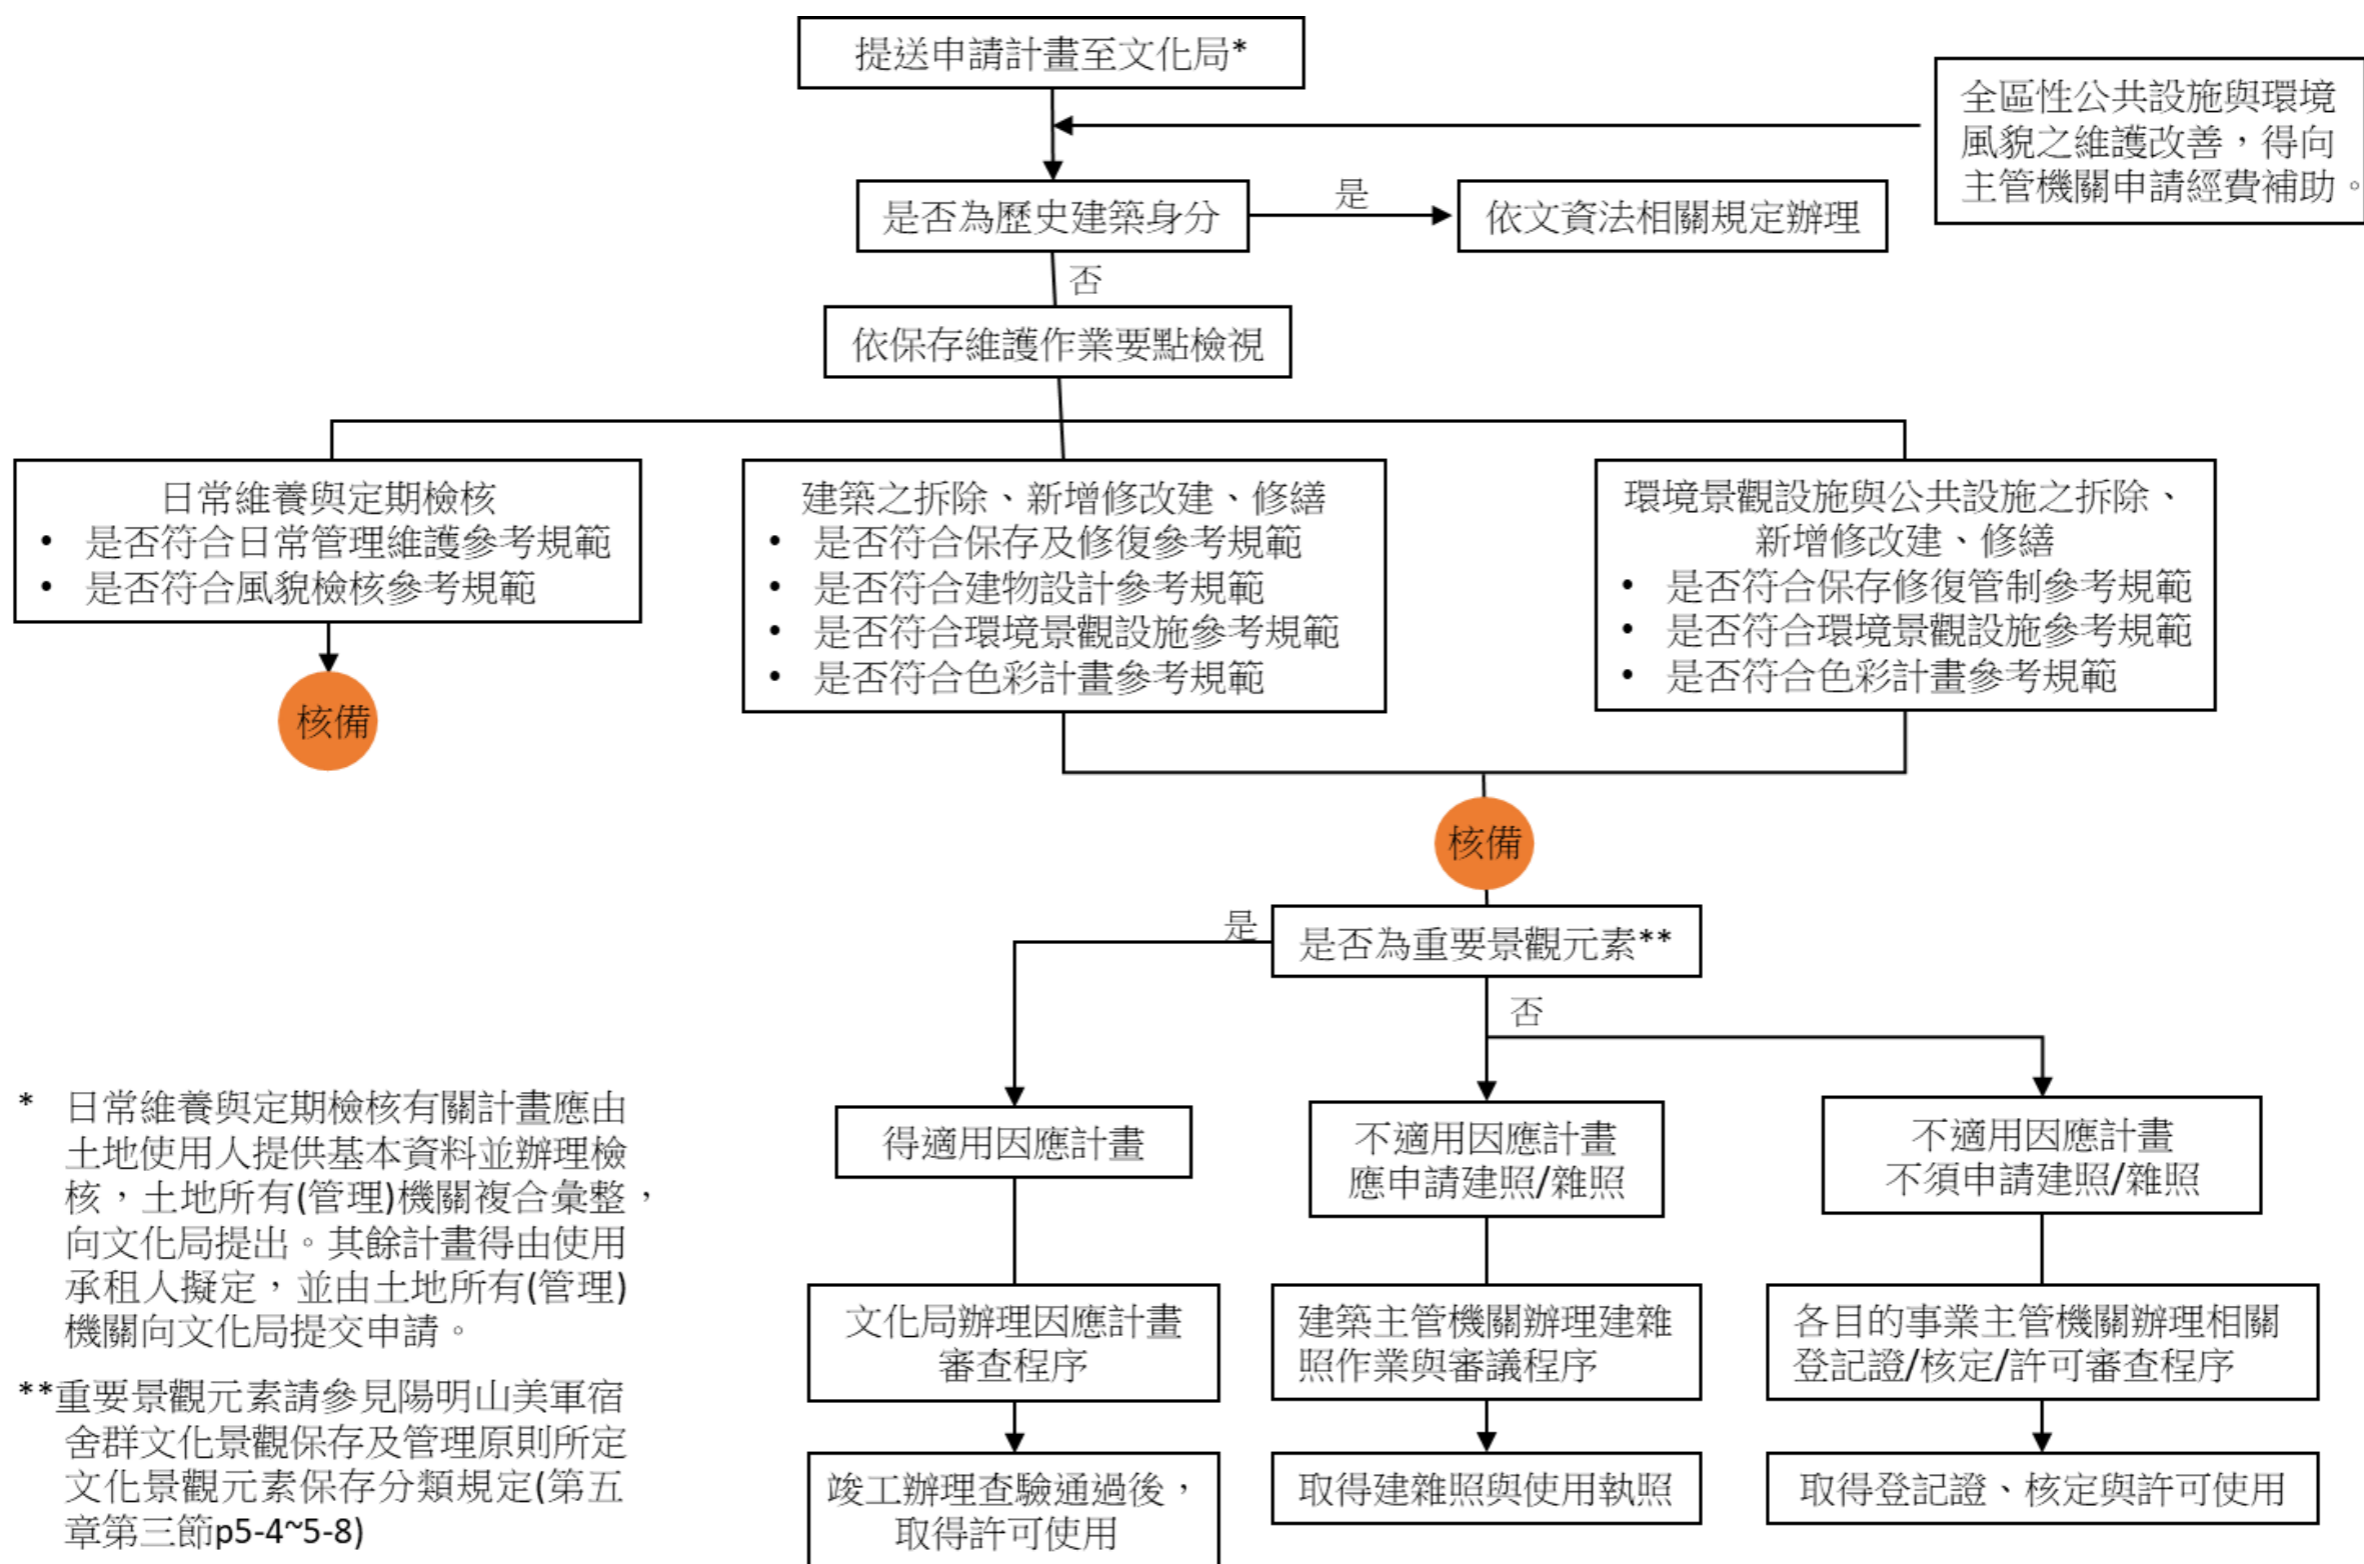 提送申請計畫至文化局*
全區性公共設施與環境
風貌之維護改善，得向
主管機關申請經費補助。
是否為歷史建築身分
是
依文資法相關規定辦理
否
依保存維護作業要點檢視
日常維養與定期檢核
• 是否符合日常管理維護參考規範
• 是否符合風貌檢核參考規範
核備
建築之拆除、新增修改建、修繕
• 是否符合保存及修復參考規範
• 是否符合建物設計參考規範
• 是否符合環境景觀設施參考規範
• 是否符合色彩計畫參考規範
環境景觀設施與公共設施之拆除、
新增修改建、修繕
• 是否符合保存修復管制參考規範
• 是否符合環境景觀設施參考規範
• 是否符合色彩計畫參考規範
核備
是否為重要景觀元素**
是
否
得適用因應計畫
文化局辦理因應計畫
審查程序
竣工辦理查驗通過後，
取得許可使用
不適用因應計畫
應申請建照/雜照
建築主管機關辦理建雜
照作業與審議程序
取得建雜照與使用執照
不適用因應計畫
不須申請建照/雜照
各目的事業主管機關辦理相關
登記證/核定/許可審查程序
取得登記證、核定與許可使用
* 日常維養與定期檢核有關計畫應由
土地使用人提供基本資料並辦理檢
核，土地所有(管理)機關複合彙整，
向文化局提出。其餘計畫得由使用
承租人擬定，並由土地所有(管理)
機關向文化局提交申請。
**重要景觀元素請參見陽明山美軍宿
舍群文化景觀保存及管理原則所定
文化景觀元素保存分類規定(第五
章第三節p5-4~5-8)